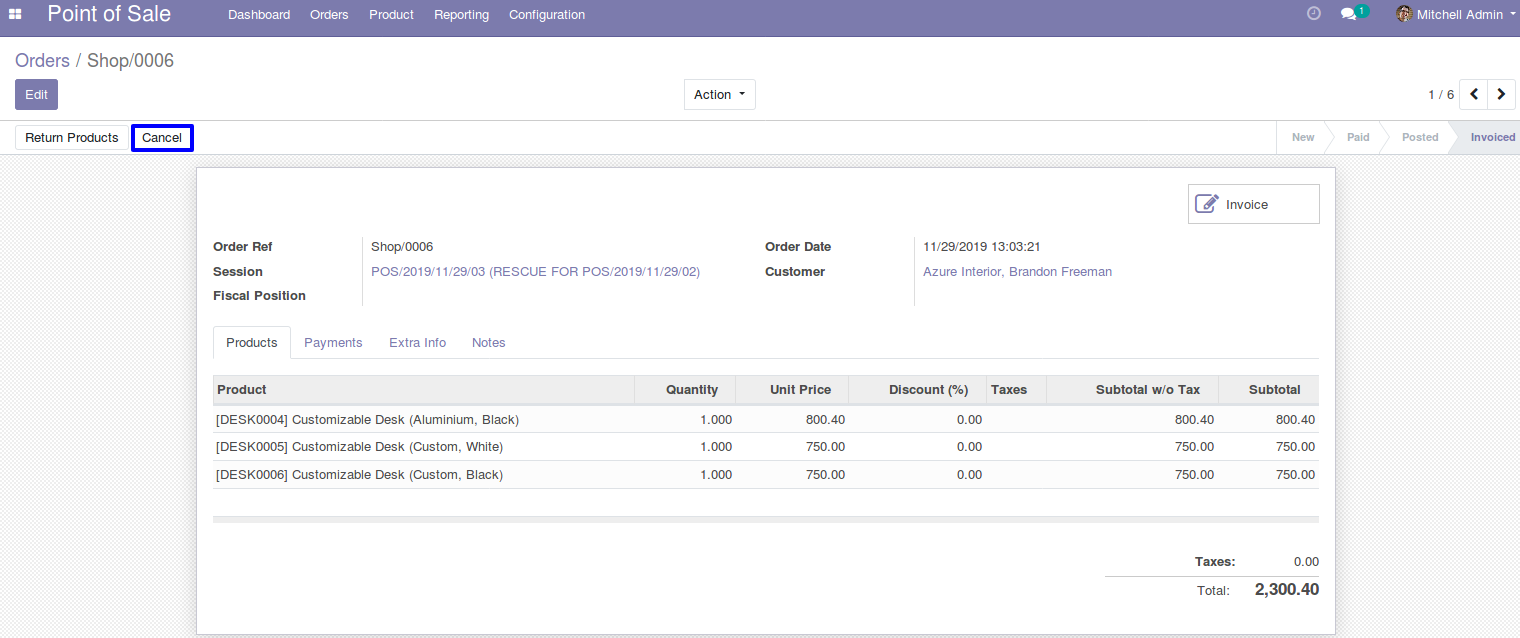 Point of Sale Dashboard Orders Product Reporting Configuration 1 Mitchell Admin
Orders / Shop/0006
Edit Action 1 / 6
Return Products Cancel New Paid Posted Invoiced
Invoice
Order Ref Shop/0006 Order Date 11/29/2019 13:03:21
Session POS/2019/11/29/03 (RESCUE FOR POS/2019/11/29/02) Customer Azure Interior, Brandon Freeman
Fiscal Position
Products Payments Extra Info Notes
Product Quantity Unit Price Discount (%) Taxes Subtotal w/o Tax Subtotal
[DESK0004] Customizable Desk (Aluminium, Black) 1.000 800.40 0.00 800.40 800.40
[DESK0005] Customizable Desk (Custom, White) 1.000 750.00 0.00 750.00 750.00
[DESK0006] Customizable Desk (Custom, Black) 1.000 750.00 0.00 750.00 750.00
Taxes: 0.00
Total: 2,300.40